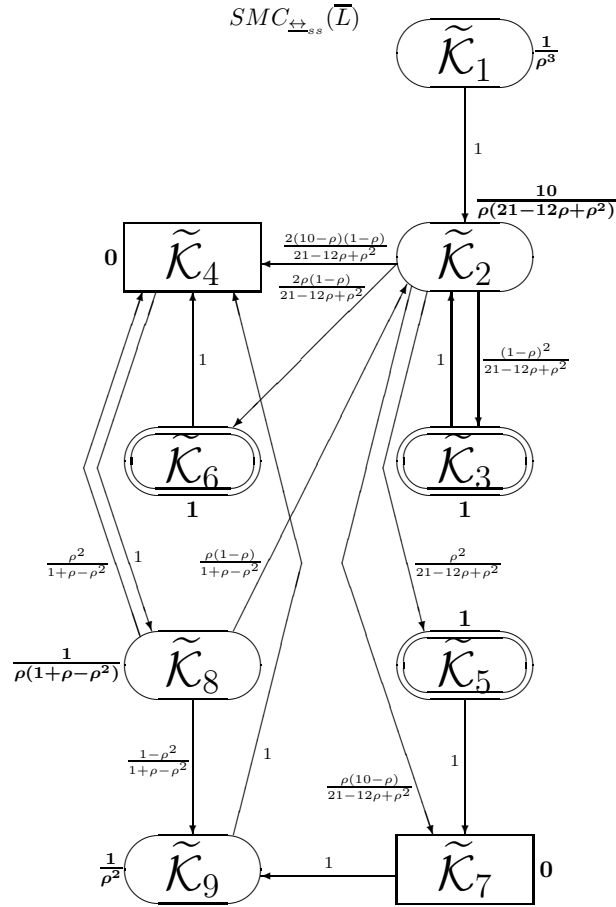 SMC_{\underline{\leftrightarrow}_{ss}}(\overline{L})
\widetilde{\mathcal{K}}_1 \frac{1}{\rho^3}
1
\frac{10}{\rho(21-12\rho+\rho^2)}
0 \widetilde{\mathcal{K}}_4 \frac{2(10-\rho)(1-\rho)}{21-12\rho+\rho^2} \widetilde{\mathcal{K}}_2
\frac{2\rho(1-\rho)}{21-12\rho+\rho^2}
1 1 \frac{(1-\rho)^2}{21-12\rho+\rho^2}
\widetilde{\mathcal{K}}_6 \widetilde{\mathcal{K}}_3
1 1
\frac{\rho^2}{1+\rho-\rho^2} 1 \frac{\rho(1-\rho)}{1+\rho-\rho^2} \frac{\rho^2}{21-12\rho+\rho^2}
1
\frac{1}{\rho(1+\rho-\rho^2)} \widetilde{\mathcal{K}}_8 \widetilde{\mathcal{K}}_5
\frac{1-\rho^2}{1+\rho-\rho^2} 1 1
\frac{\rho(10-\rho)}{21-12\rho+\rho^2}
\frac{1}{\rho^2} \widetilde{\mathcal{K}}_9 1 \widetilde{\mathcal{K}}_7 0